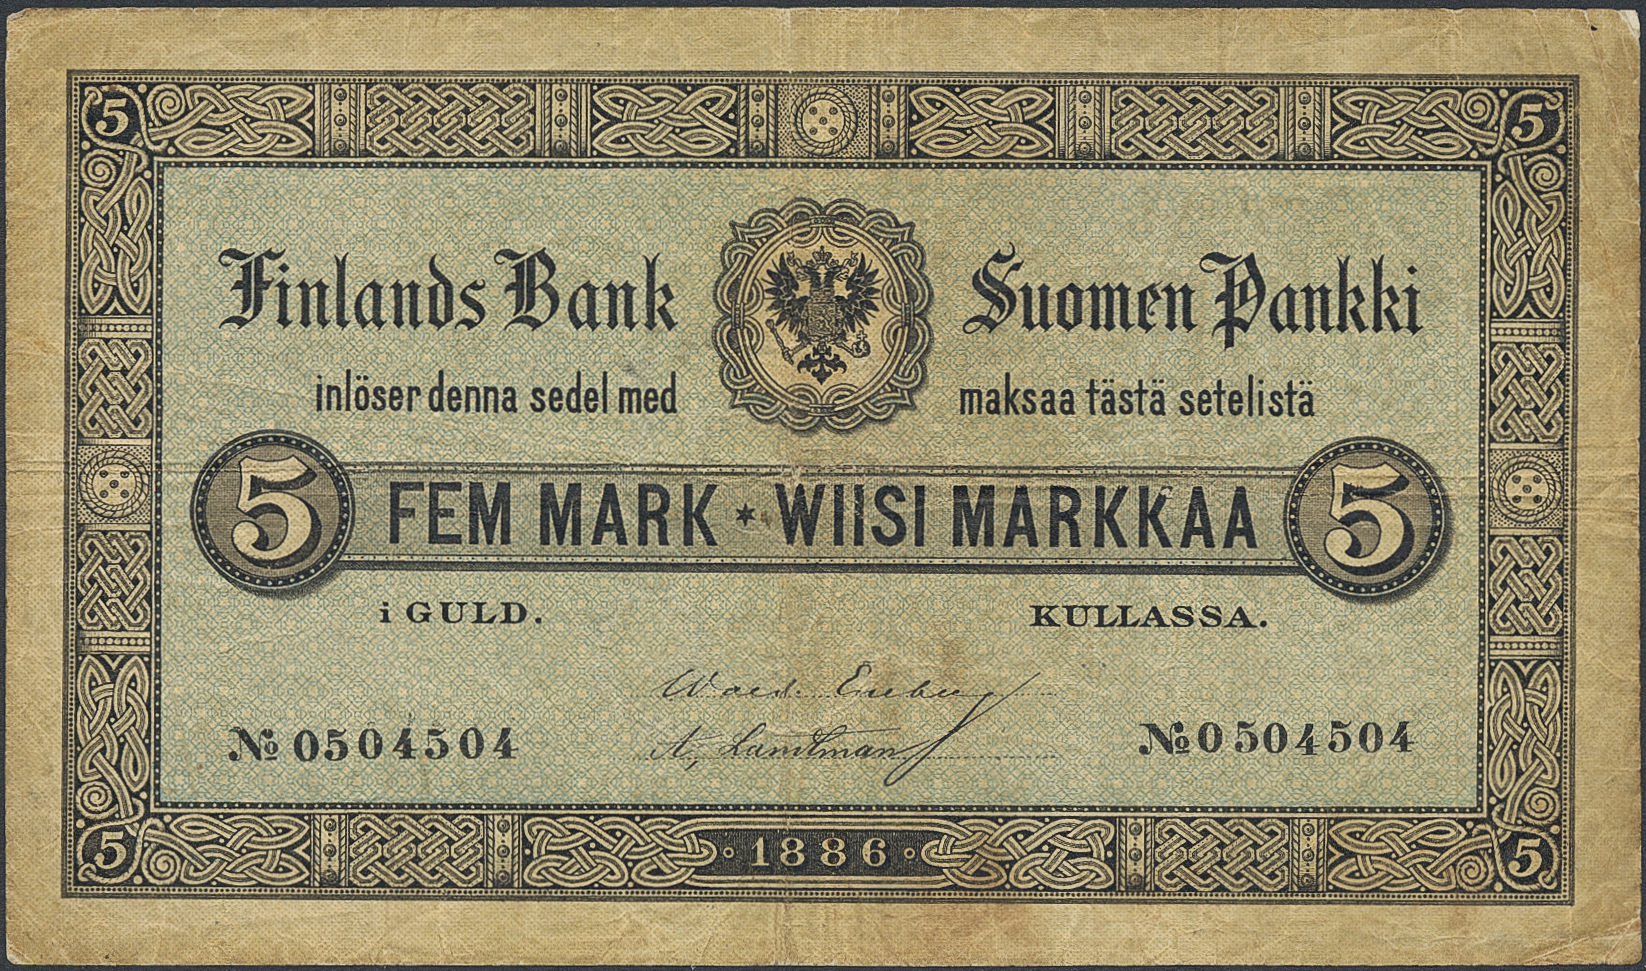 5 5
Finlands Bank Suomen Pankki
inlöser denna sedel med maksaa tästä setelistä
5 FEM MARK * WIISI MARKKAA 5
i GULD. KULLASSA.
№ 0504504 № 0504504
A. Landtman
5 1886 5